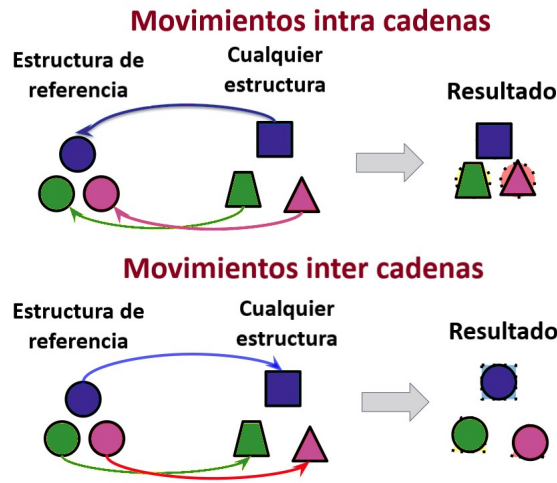 Movimientos intra cadenas
Estructura de
referencia
Cualquier
estructura
Resultado
Movimientos inter cadenas
Estructura de
referencia
Cualquier
estructura
Resultado